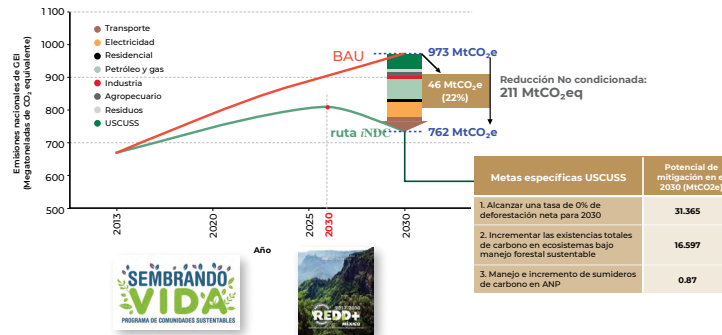 Emisiones nacionales de GEI
(Megatoneladas de CO2 equivalente)
1100
1000
900
800
700
600
500
Transporte
Electricidad
Residencial
Petróleo y gas
Industria
Agropecuario
Residuos
USCUSS
BAU
973 MtCO2e
46 MtCO2e
(22%)
Reducción No condicionada:
211 MtCO2eq
ruta iNDC
762 MtCO2e
2013
2020
2025
2030
2030
Año
Metas específicas USCUSS
Potencial de
mitigación en e
2030 (MtCO2e)
1. Alcanzar una tasa de 0% de
deforestación neta para 2030
31.365
2. Incrementar las existencias totales
de carbono en ecosistemas bajo
manejo forestal sustentable
16.597
3. Manejo e incremento de sumideros
de carbono en ANP
0.87
SEMBRANDO
VIDA
PROGRAMA DE COMUNIDADES SUSTENTABLES
REDD+
MÉXICO